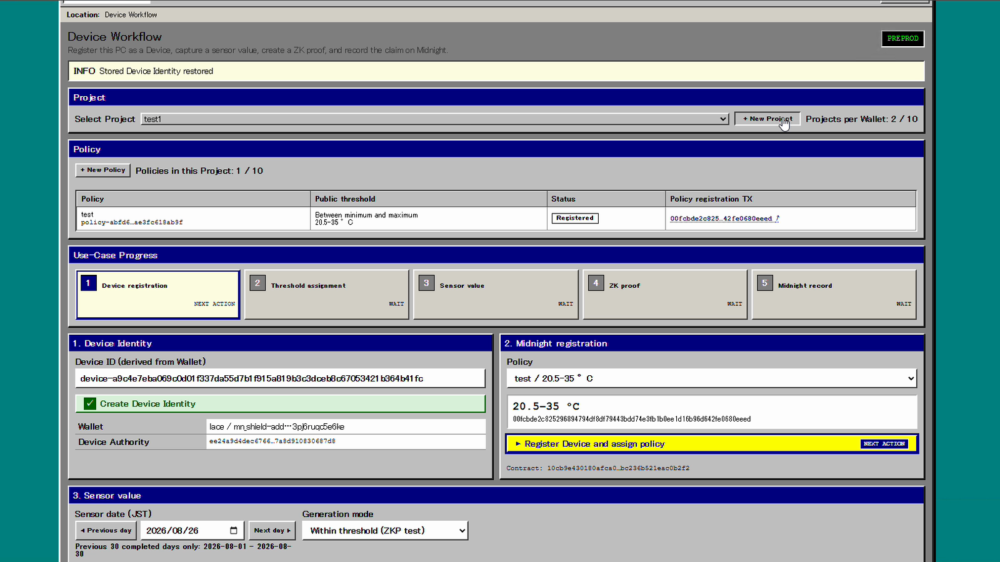 Location: Device Workflow
Device Workflow
Register this PC as a Device, capture a sensor value, create a ZK proof, and record the claim on Midnight.
PREPROD
INFO Stored Device Identity restored
Project
Select Project test1 + New Project Projects per Wallet: 2 / 10
Policy
+ New Policy Policies in this Project: 1 / 10
Policy Public threshold Status Policy registration TX
test
policy-abfd6…ae3fc618ab9f
Between minimum and maximum
20.5-35 ° C
Registered
00fcbde2c825…42fe0680eeed ↗
Use-Case Progress
1 Device registration
NEXT ACTION
2 Threshold assignment
WAIT
3 Sensor value
WAIT
4 ZK proof
WAIT
5 Midnight record
WAIT
1. Device Identity
Device ID (derived from Wallet)
device-a9c4e7eba069c0d01f337da55d7b1f915a819b3c3dceb8c67053421b364b41fc
✓ Create Device Identity
Wallet lace / mn_shield-add…3pj6ruqc5e6ke
Device Authority ee24a9d4dec6766…7a8d910830687d8
2. Midnight registration
Policy
test / 20.5-35 ° C
20.5-35 °C
00fcbde2c825296894794df8df79443bdd74e3fb1b0ee1d16b96d642fe0680eeed
► Register Device and assign policy NEXT ACTION
Contract: 10cb9e430180afca0…bc236b521eac0b2f2
3. Sensor value
Sensor date (JST)
◄ Previous day 2026/08/26 Next day ►
Previous 30 completed days only: 2026-08-01 - 2026-08-
30
Generation mode
Within threshold (ZKP test)